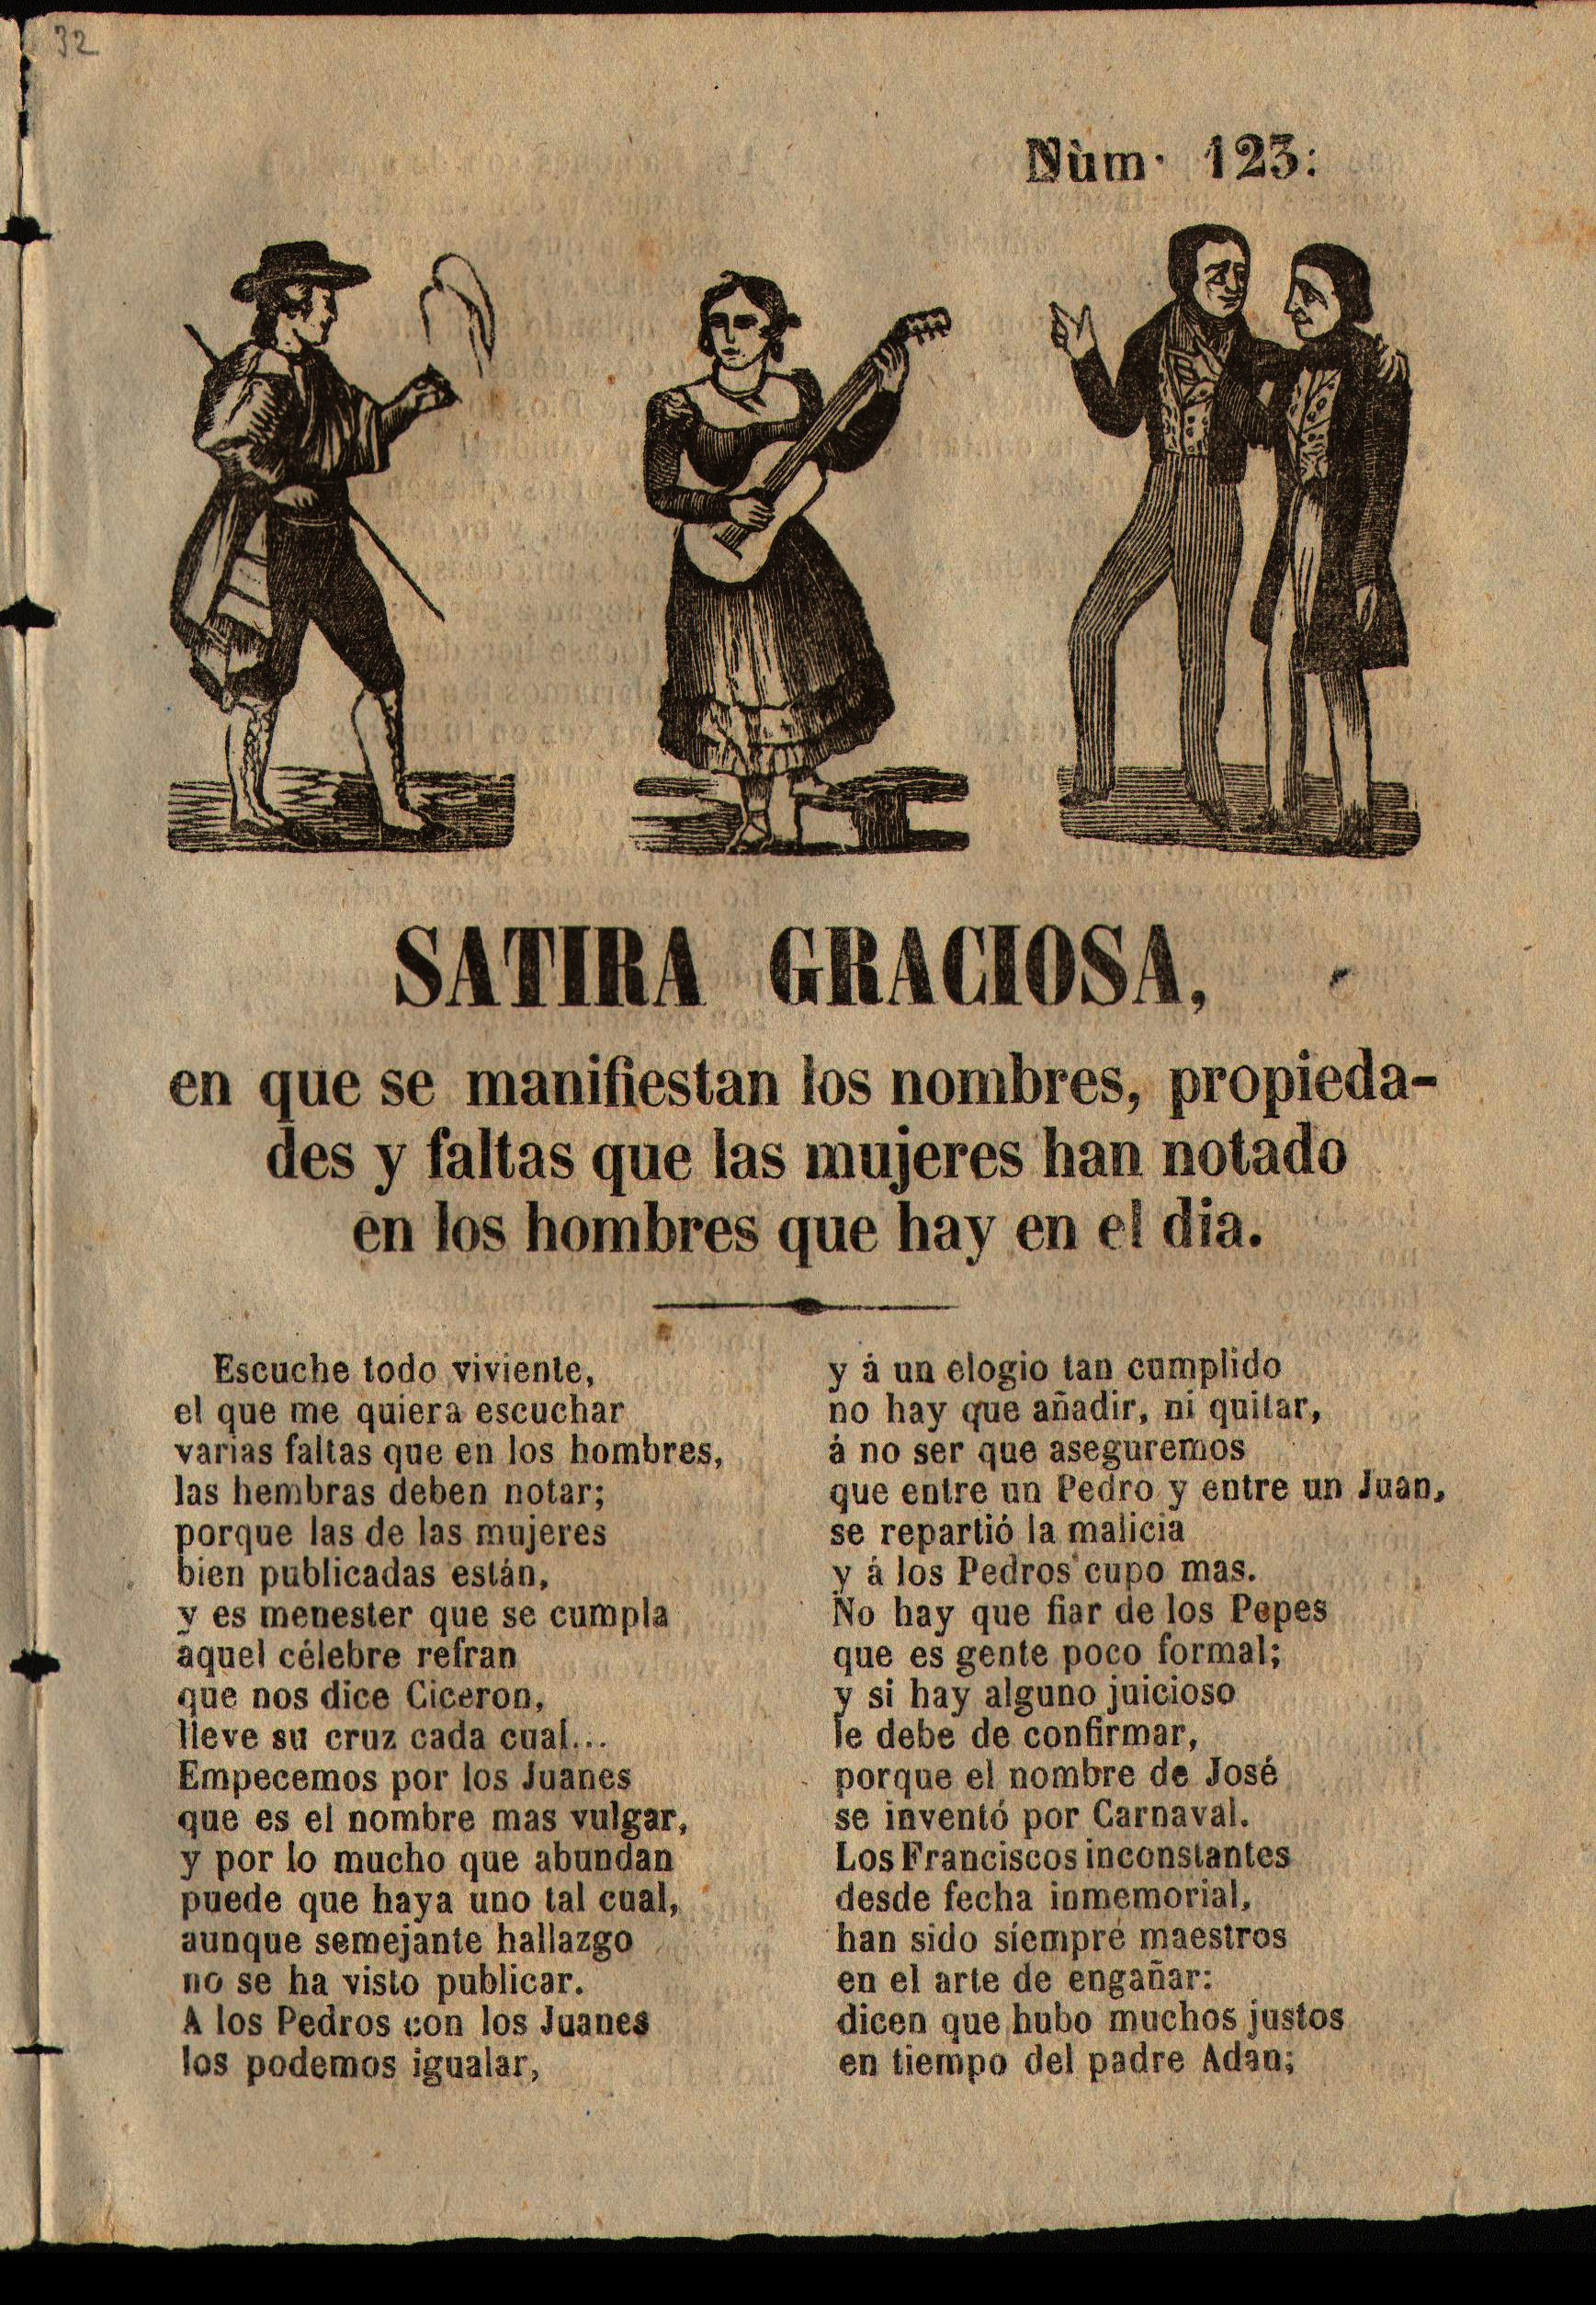 32
Nùm· 123:
SATIRA GRACIOSA,
en que se manifiestan los nombres, propieda-
des y faltas que las mujeres han notado
en los hombres que hay en el dia.
Escuche todo viviente,
el que me quiera escuchar
varias faltas que en los hombres,
las hembras deben notar;
porque las de las mujeres
bien publicadas están,
y es menester que se cumpla
aquel célebre refran
que nos dice Ciceron,
lleve su cruz cada cual...
Empecemos por los Juanes
que es el nombre mas vulgar,
y por lo mucho que abundan
puede que haya uno tal cual,
aunque semejante hallazgo
no se ha visto publicar.
A los Pedros con los Juanes
los podemos igualar,
y á un elogio tan cumplido
no hay que añadir, ni quitar,
á no ser que aseguremos
que entre un Pedro y entre un Juan,
se repartió la malicia
y á los Pedros cupo mas.
No hay que fiar de los Pepes
que es gente poco formal;
y si hay alguno juicioso
le debe de confirmar,
porque el nombre de José
se inventó por Carnaval.
Los Franciscos inconstantes
desde fecha inmemorial,
han sido siempre maestros
en el arte de engañar:
dicen que hubo muchos justos
en tiempo del padre Adan;